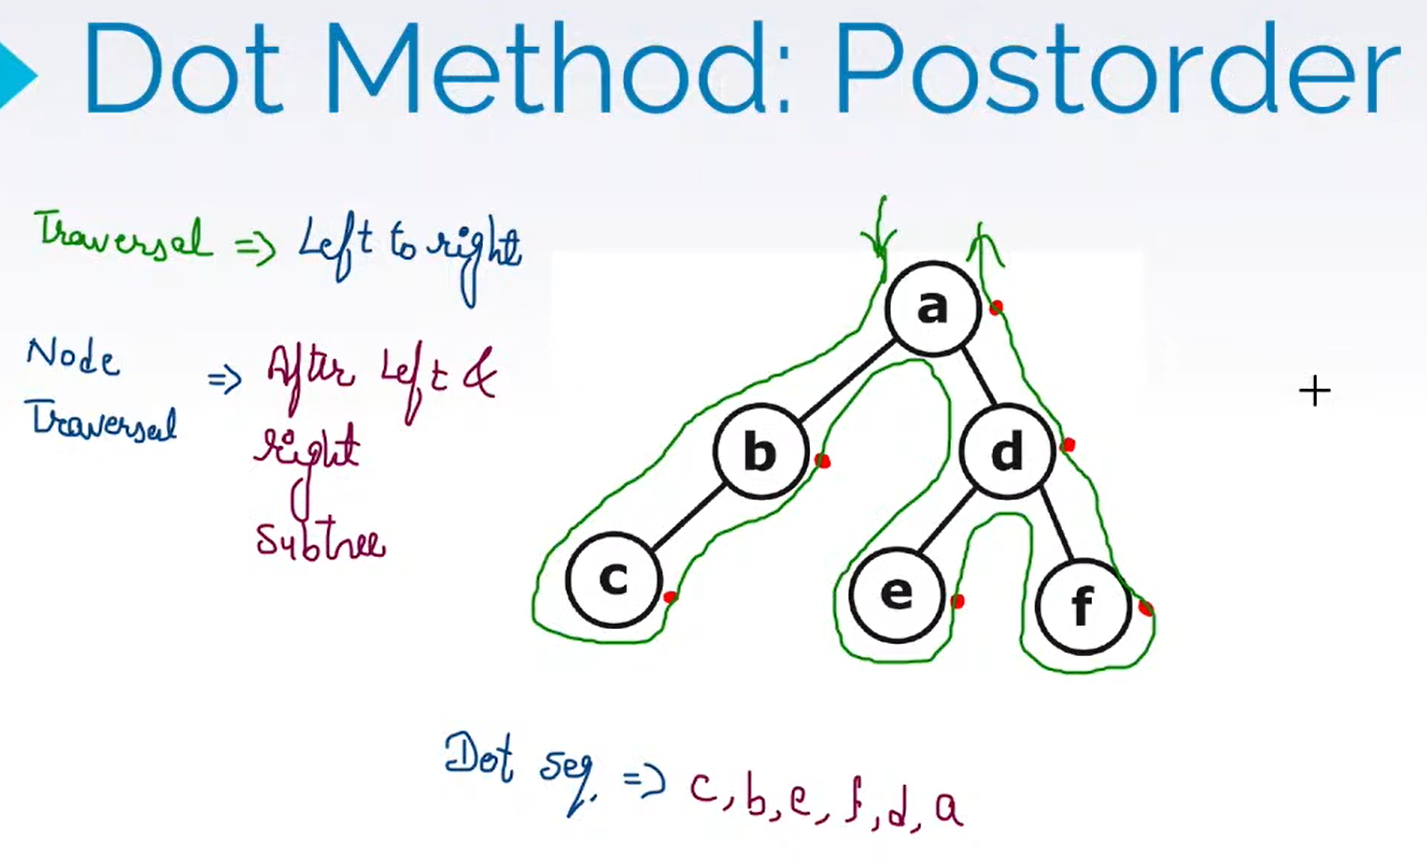 Dot Method: Postorder
Traversal => Left to right
Node
Traversal
=> After Left &
right
Subtree
a
b
d
c
e
f
Dot seq. => c, b, e, f, d, a